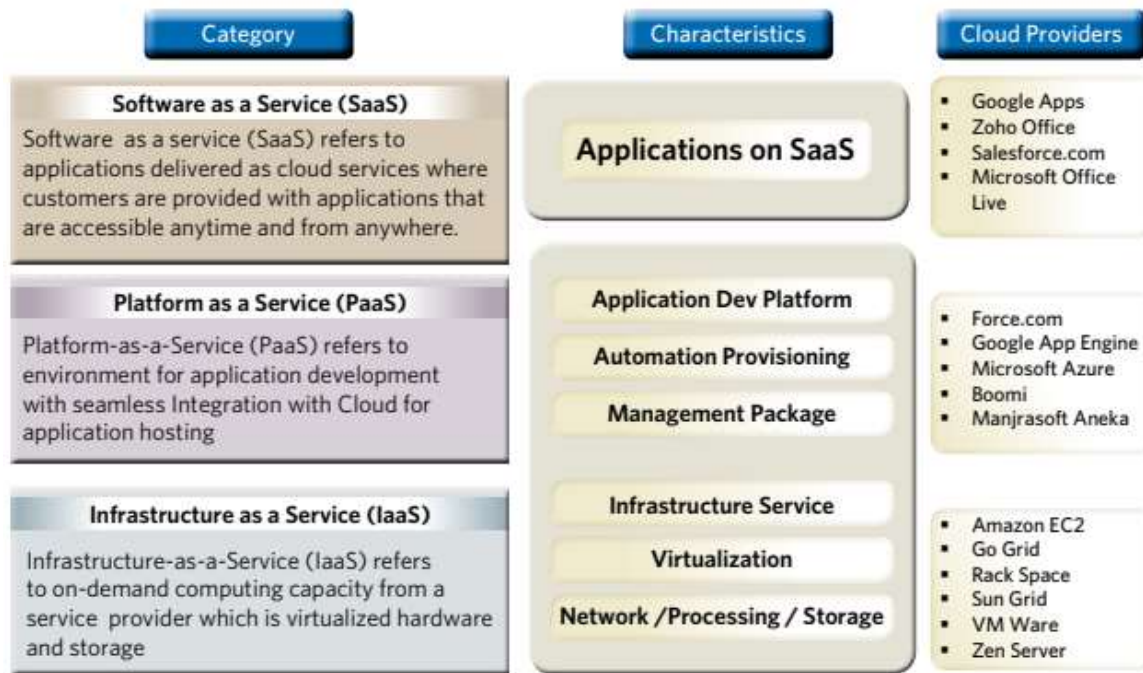 Category
Characteristics
Cloud Providers
Software as a Service (SaaS)
Software as a service (SaaS) refers to
applications delivered as cloud services where
customers are provided with applications that
are accessible anytime and from anywhere.
Applications on SaaS
▪ Google Apps
▪ Zoho Office
▪ Salesforce.com
▪ Microsoft Office
Live
Platform as a Service (PaaS)
Platform-as-a-Service (PaaS) refers to
environment for application development
with seamless Integration with Cloud for
application hosting
Application Dev Platform
Automation Provisioning
Management Package
▪ Force.com
▪ Google App Engine
▪ Microsoft Azure
▪ Boomi
▪ Manjrasoft Aneka
Infrastructure as a Service (IaaS)
Infrastructure-as-a-Service (IaaS) refers
to on-demand computing capacity from a
service provider which is virtualized hardware
and storage
Infrastructure Service
Virtualization
Network /Processing / Storage
▪ Amazon EC2
▪ Go Grid
▪ Rack Space
▪ Sun Grid
▪ VM Ware
▪ Zen Server